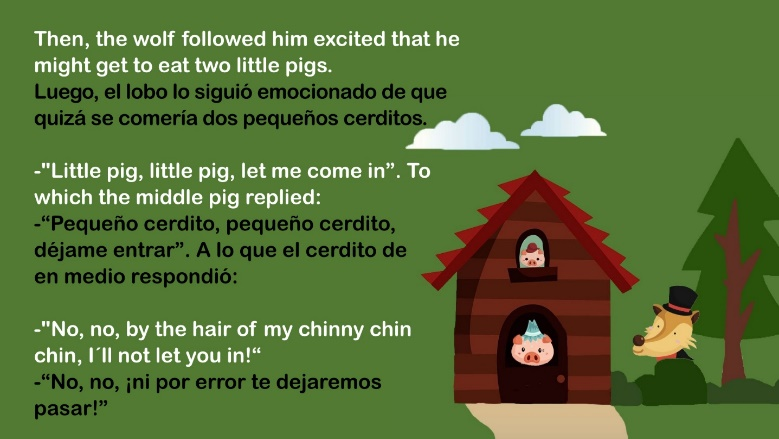 Then, the wolf followed him excited that he
might get to eat two little pigs.
Luego, el lobo lo siguió emocionado de que
quizá se comería dos pequeños cerditos.
-"Little pig, little pig, let me come in”. To
which the middle pig replied:
-“Pequeño cerdito, pequeño cerdito,
déjame entrar”. A lo que el cerdito de
en medio respondió:
-"No, no, by the hair of my chinny chin
chin, I´ll not let you in!“
-“No, no, ¡ni por error te dejaremos
pasar!”